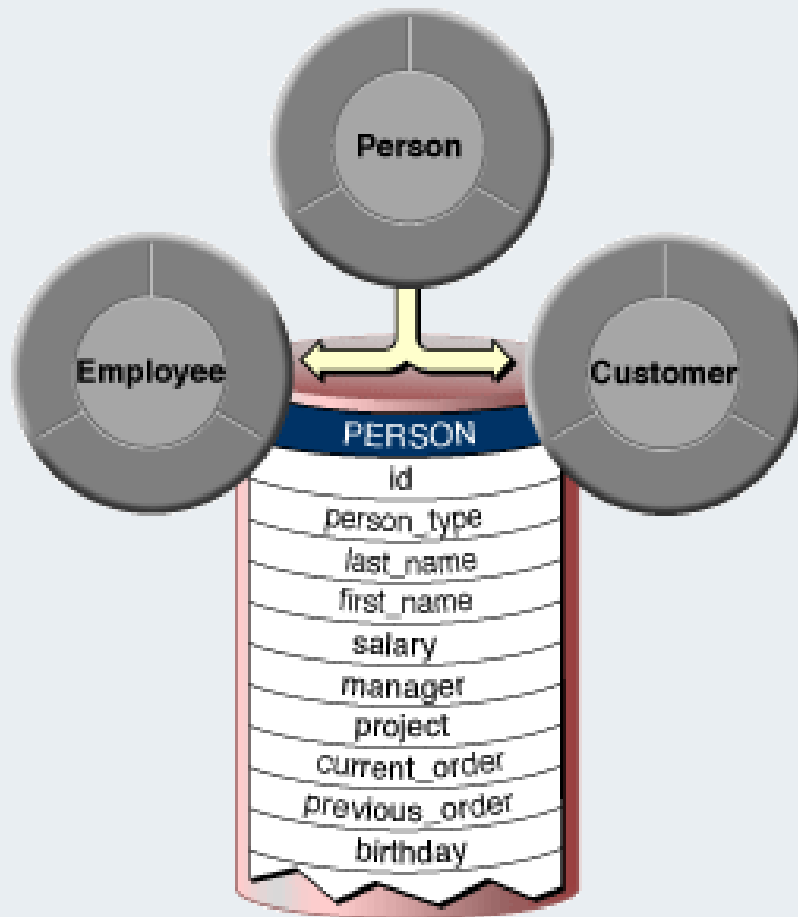 Person
Employee
Customer
PERSON
id
person_type
last_name
first_name
salary
manager
project
current_order
previous_order
birthday